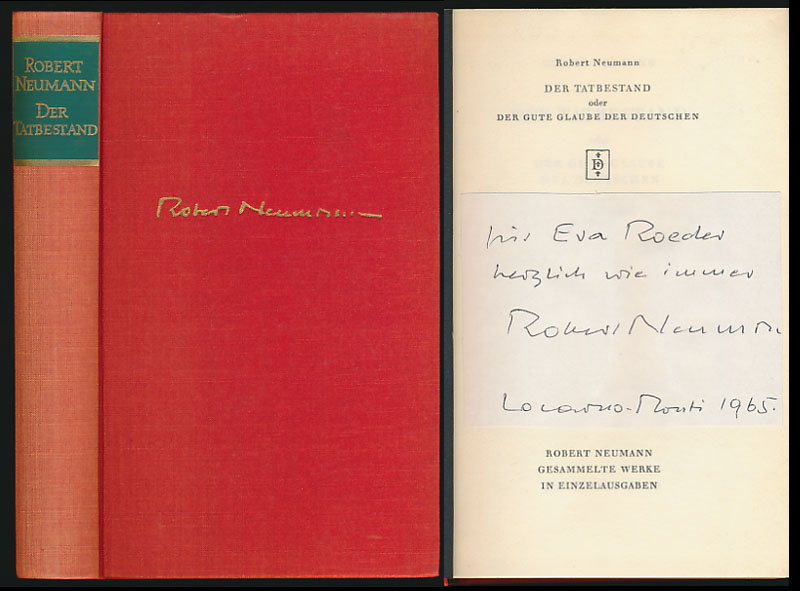 ROBERT
NEUMANN
DER
TATBESTAND
Robert Neumann
Robert Neumann
DER TATBESTAND
oder
DER GUTE GLAUBE DER DEUTSCHEN
D
für Eva Roeder
herzlich wie immer
Robert Neumann
Locarno-Monti 1965.
ROBERT NEUMANN
GESAMMELTE WERKE
IN EINZELAUSGABEN